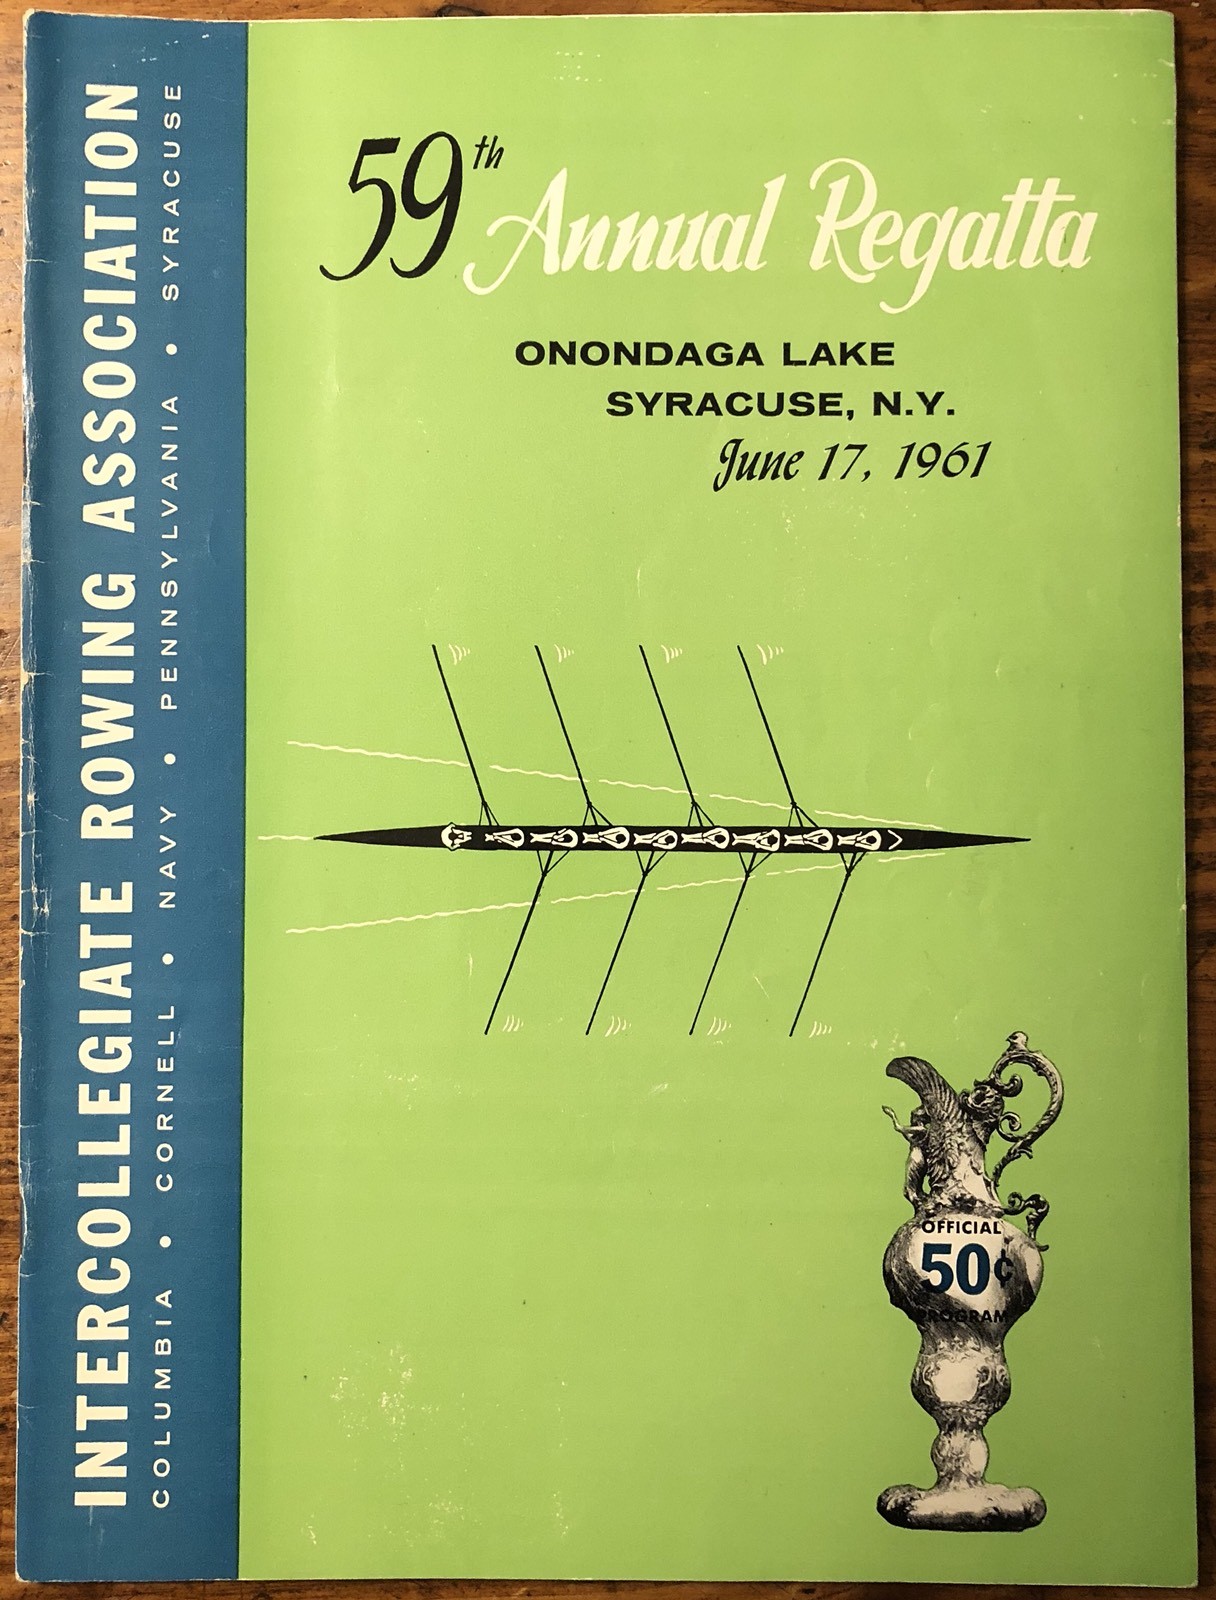 INTERCOLLEGIATE ROWING ASSOCIATION
COLUMBIA • CORNELL • NAVY • PENNSYLVANIA • SYRACUSE
59th Annual Regatta
ONONDAGA LAKE
SYRACUSE, N.Y.
June 17, 1961
OFFICIAL
50¢
PROGRAM